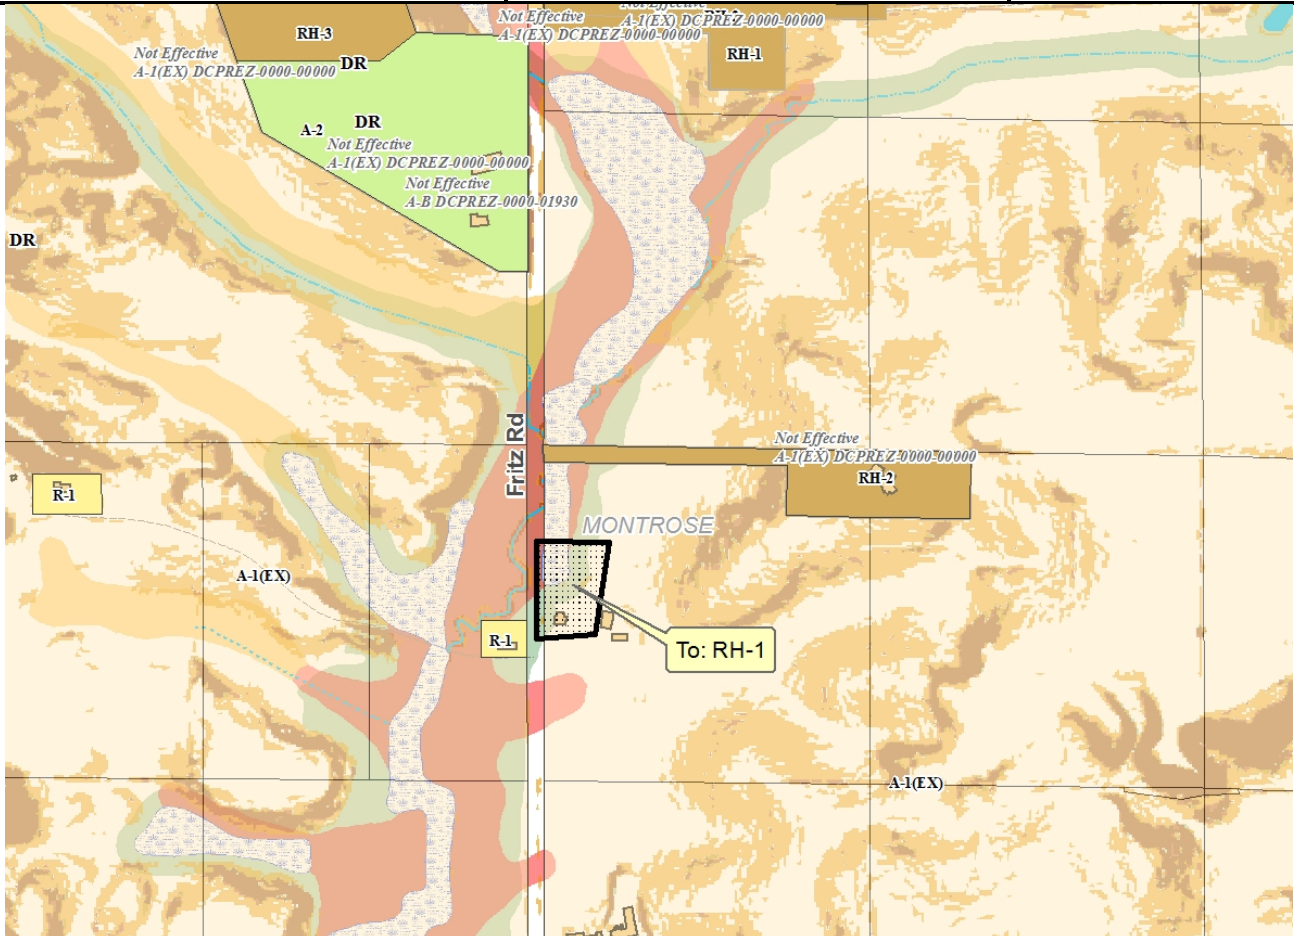 Not Effective
A-1(EX) DCPREZ-0000-00000
Not Effective
A-1(EX) DCPREZ-0000-00000
RH-3
RH-1
Not Effective
A-1(EX) DCPREZ-0000-00000
DR
A-2
DR
Not Effective
A-1(EX) DCPREZ-0000-00000
Not Effective
A-B DCPREZ-0000-01930
DR
Fritz Rd
Not Effective
A-1(EX) DCPREZ-0000-00000
RH-2
R-1
MONTROSE
A-1(EX)
R-1
To: RH-1
A-1(EX)